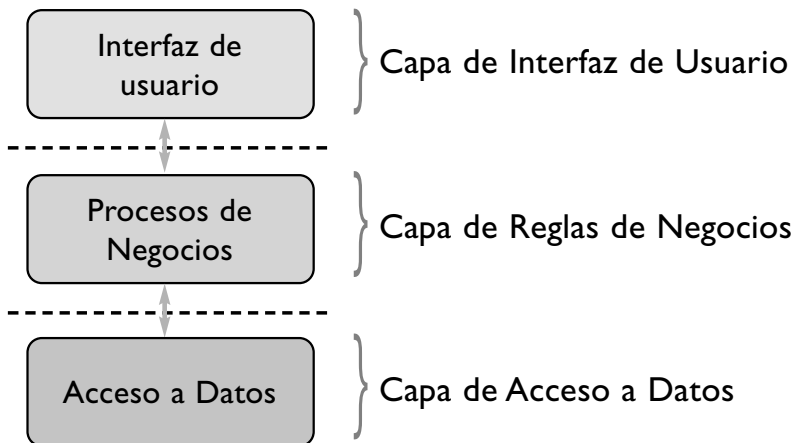 Interfaz de
usuario
Capa de Interfaz de Usuario
Procesos de
Negocios
Capa de Reglas de Negocios
Acceso a Datos
Capa de Acceso a Datos